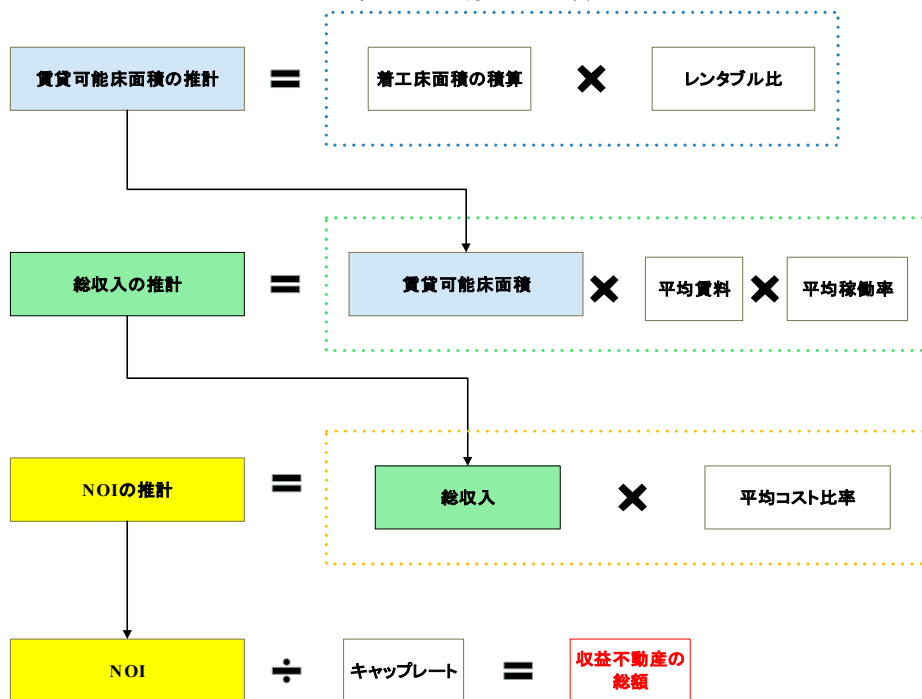 賃貸可能床面積の推計 = 着工床面積の積算 × レンタブル比
総収入の推計 = 賃貸可能床面積 × 平均賃料 × 平均稼働率
NOIの推計 = 総収入 × 平均コスト比率
NOI ÷ キャップレート = 収益不動産の
総額